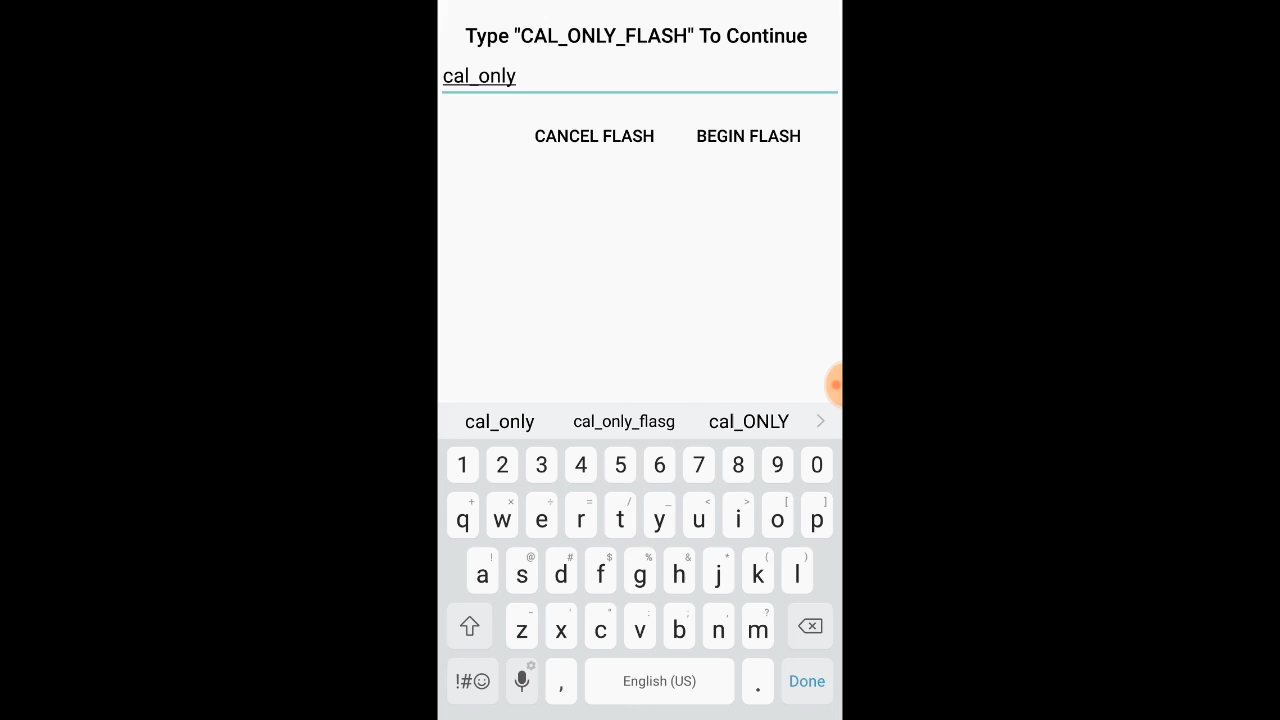 Type "CAL_ONLY_FLASH" To Continue
cal_only
CANCEL FLASH BEGIN FLASH
cal_only cal_only_flasg cal_ONLY
1 2 3 4 5 6 7 8 9 0
+ × ÷ = / _ < > [ ]
q w e r t y u i o p
! @ # $ % & * ( )
a s d f g h j k l
- ' " : ; , ?
z x c v b n m
!#☺ , English (US) . Done